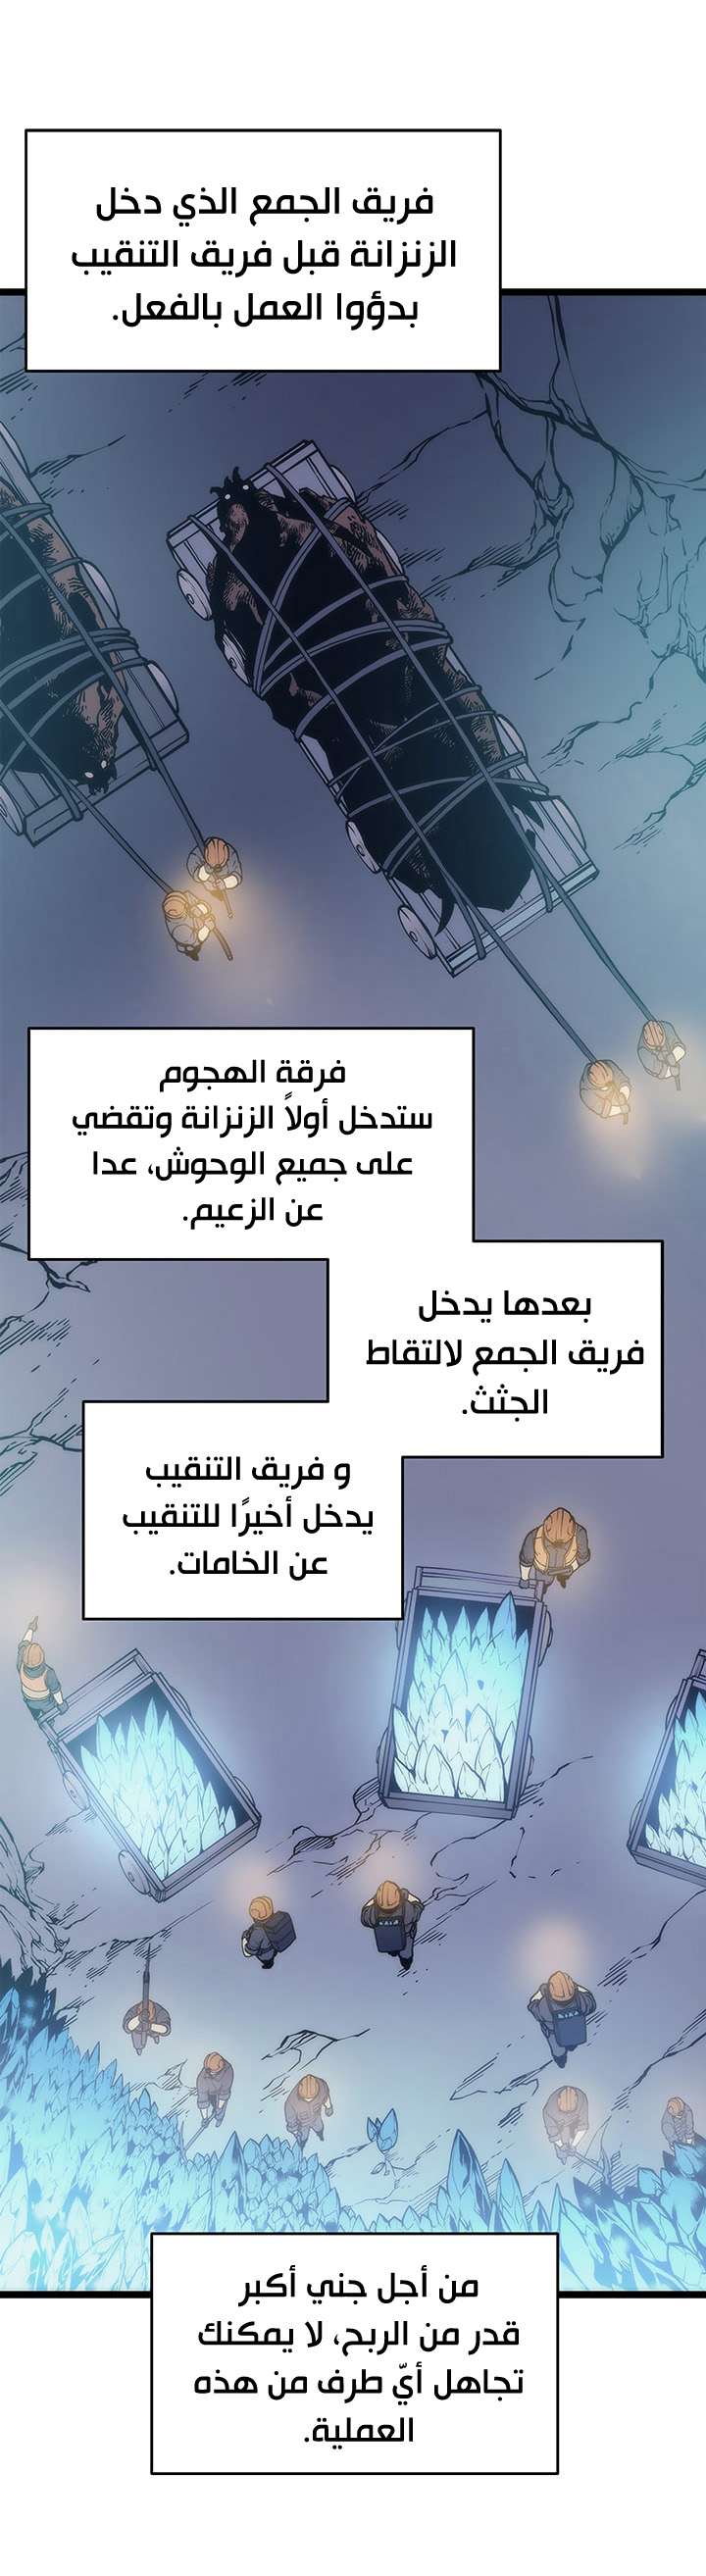 فريق الجمع الذي دخل
الزنزانة قبل فريق التنقيب
بدؤوا العمل بالفعل.
فرقة الهجوم
ستدخل أولاً الزنزانة وتقضي
على جميع الوحوش، عدا
عن الزعيم.
بعدها يدخل
فريق الجمع لالتقاط
الجثث.
و فريق التنقيب
يدخل أخيرًا للتنقيب
عن الخامات.
من أجل جني أكبر
قدر من الربح، لا يمكنك
تجاهل أيّ طرف من هذه
العملية.